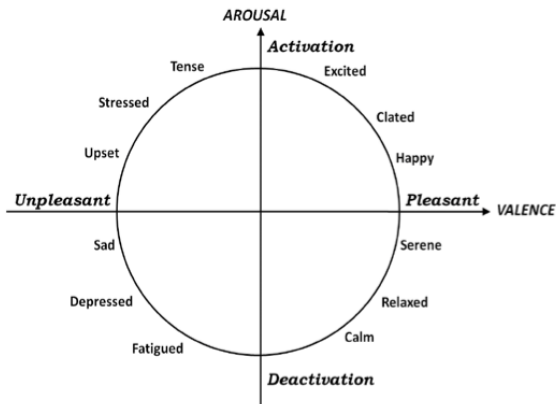 AROUSAL
Activation
Tense
Excited
Stressed
Clated
Upset
Happy
Unpleasant
Pleasant
VALENCE
Sad
Serene
Depressed
Relaxed
Fatigued
Calm
Deactivation